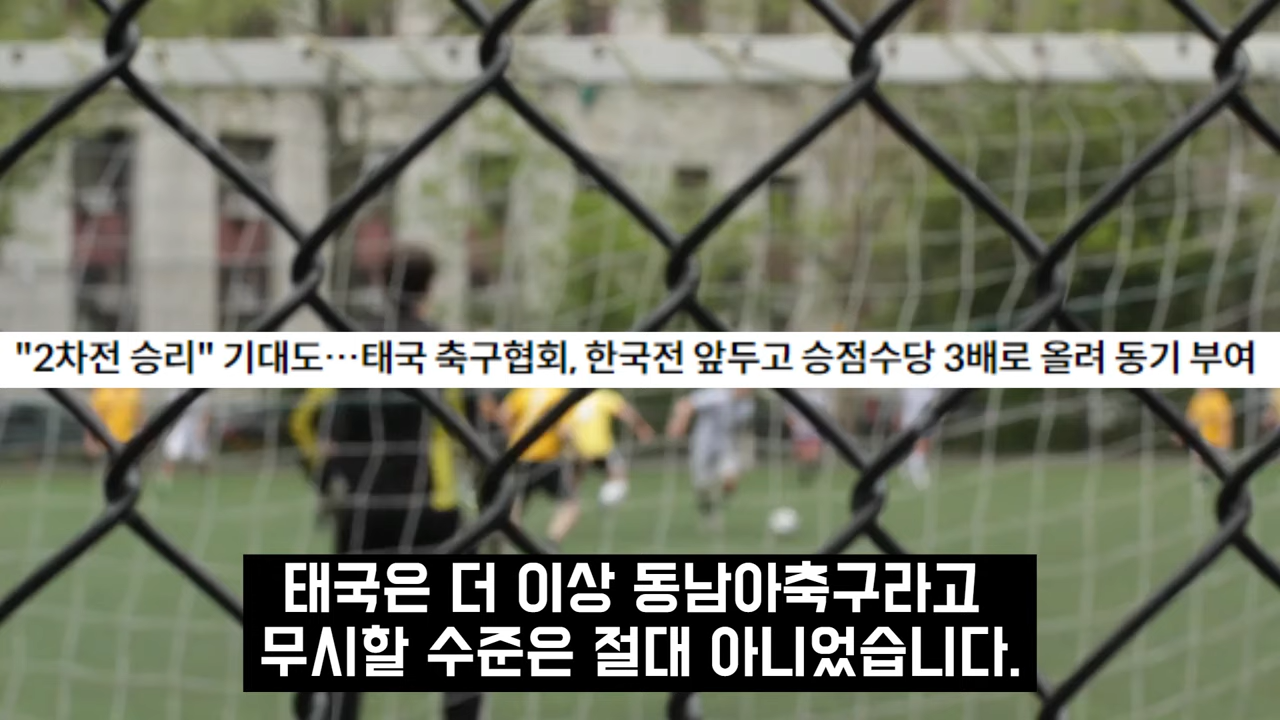 "2차전 승리" 기대도…태국 축구협회, 한국전 앞두고 승점수당 3배로 올려 동기 부여
태국은 더 이상 동남아축구라고
무시할 수준은 절대 아니었습니다.